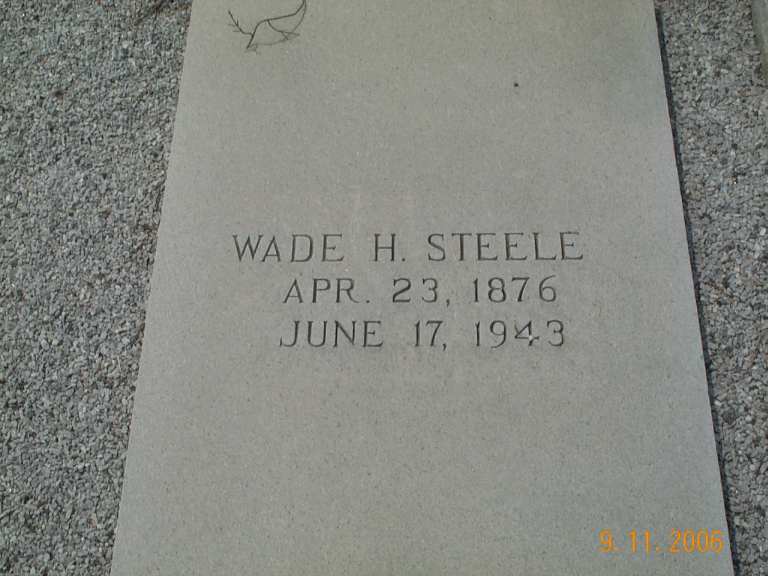 WADE H. STEELE
APR. 23, 1876
JUNE 17, 1943
9. 11. 2006